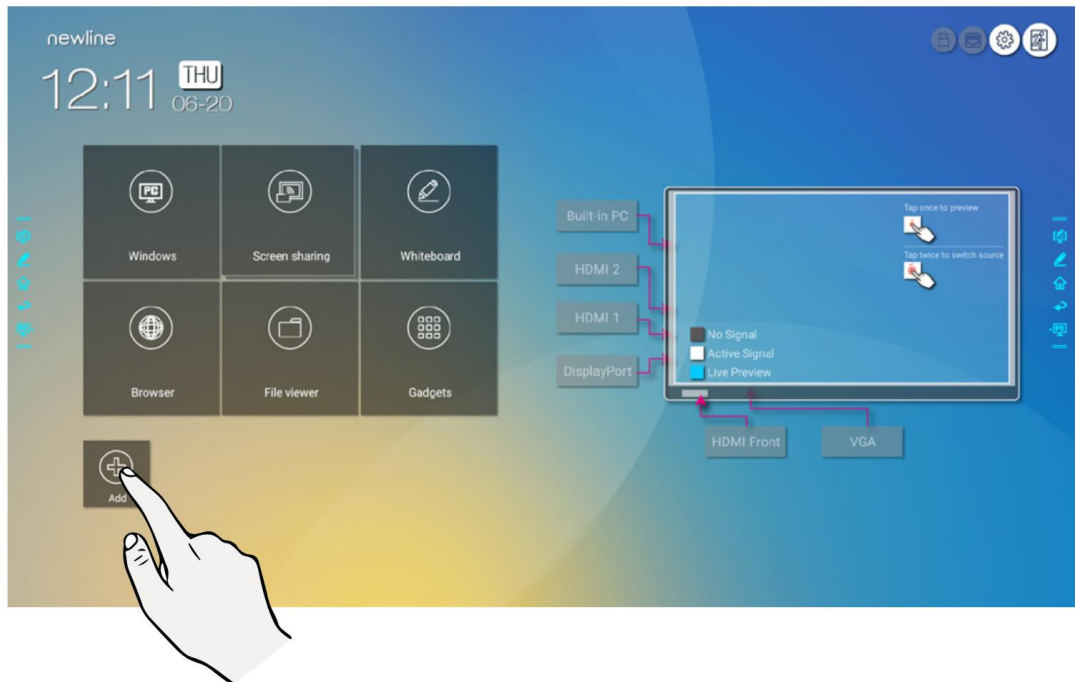 newline
12:11 THU
06-20
PC
Windows
Screen sharing
Whiteboard
Browser
File viewer
Gadgets
Add
Built-in PC
HDMI 2
HDMI 1
DisplayPort
Tap once to preview
Tap twice to switch source
No Signal
Active Signal
Live Preview
HDMI Front
VGA